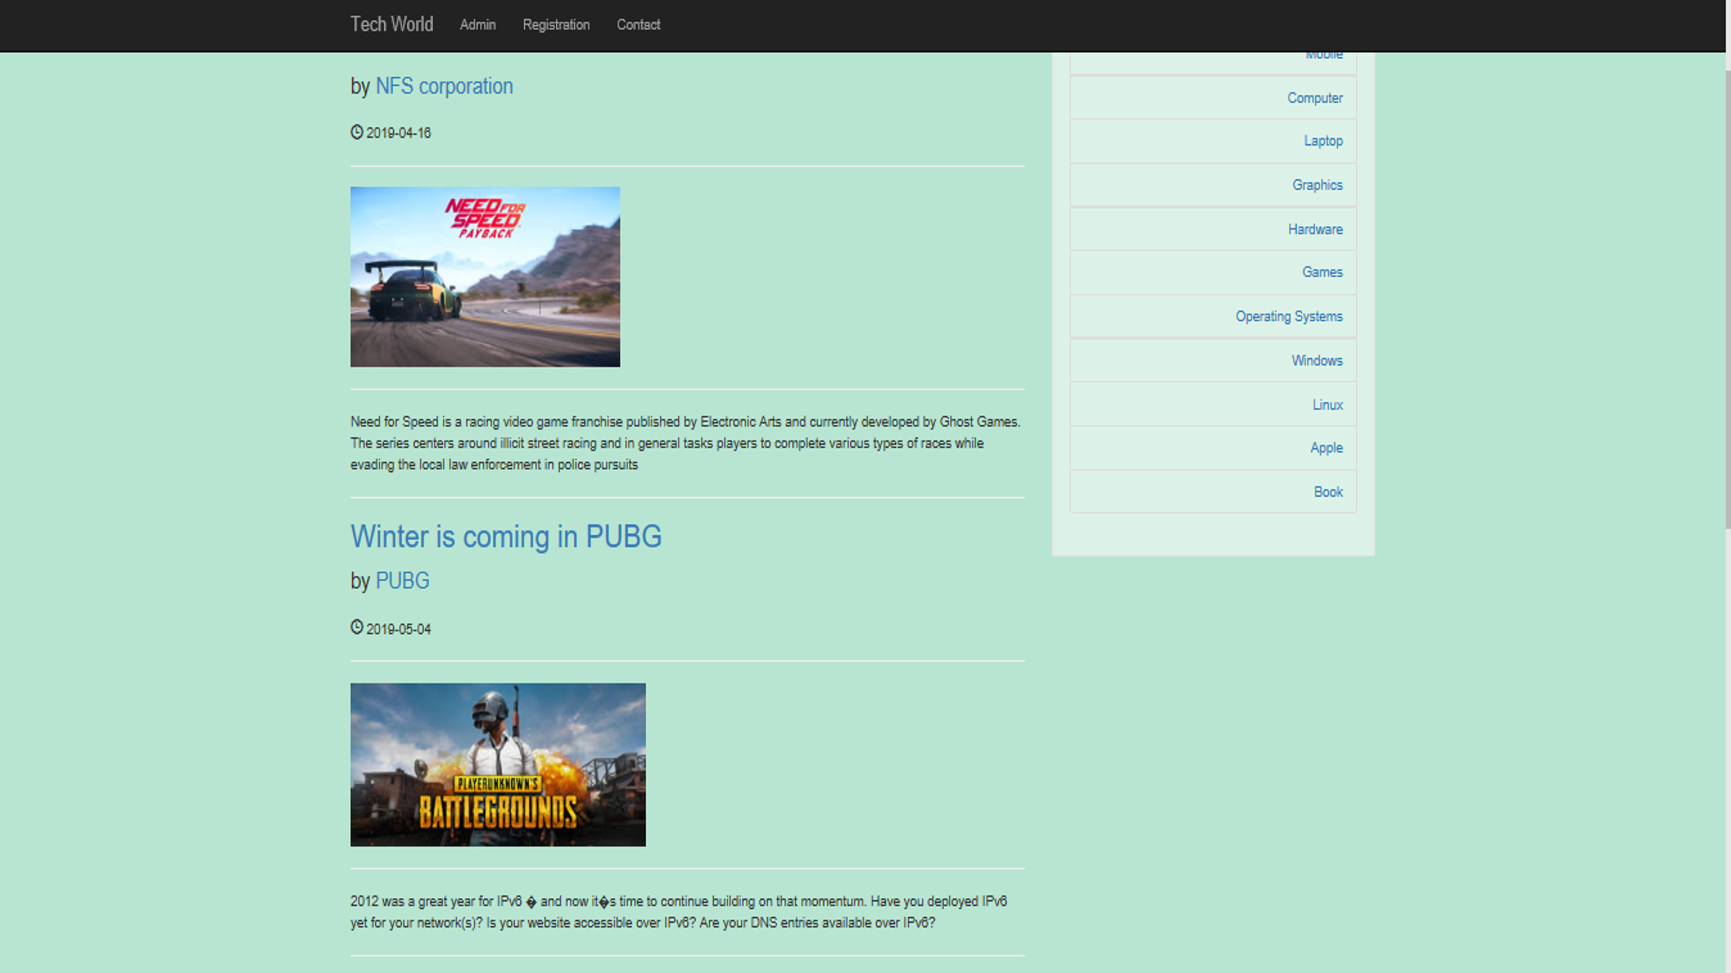 Tech World Admin Registration Contact
by NFS corporation
2019-04-16
NEED FOR
SPEED
PAYBACK
Need for Speed is a racing video game franchise published by Electronic Arts and currently developed by Ghost Games.
The series centers around illicit street racing and in general tasks players to complete various types of races while
evading the local law enforcement in police pursuits
Winter is coming in PUBG
by PUBG
2019-05-04
PLAYERUNKNOWN'S
BATTLEGROUNDS
2012 was a great year for IPv6 � and now it�s time to continue building on that momentum. Have you deployed IPv6
yet for your network(s)? Is your website accessible over IPv6? Are your DNS entries available over IPv6?
Mobile
Computer
Laptop
Graphics
Hardware
Games
Operating Systems
Windows
Linux
Apple
Book